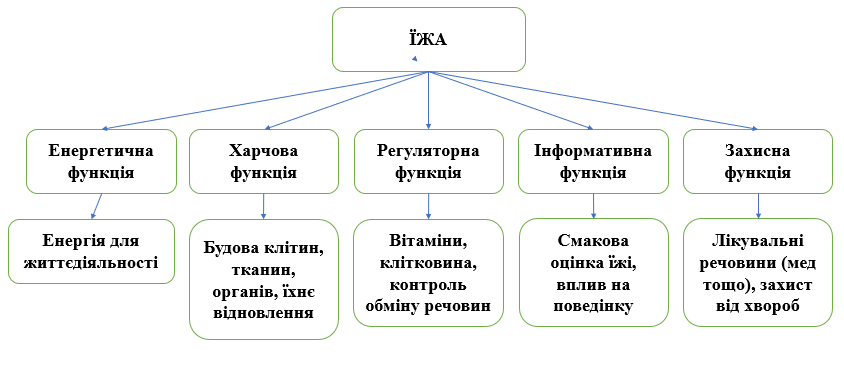 ЇЖА
Енергетична
функція
Харчова
функція
Регуляторна
функція
Інформативна
функція
Захисна
функція
Енергія для
життєдіяльності
Будова клітин,
тканин,
органів, їхнє
відновлення
Вітаміни,
клітковина,
контроль
обміну речовин
Смакова
оцінка їжі,
вплив на
поведінку
Лікувальні
речовини (мед
тощо), захист
від хвороб